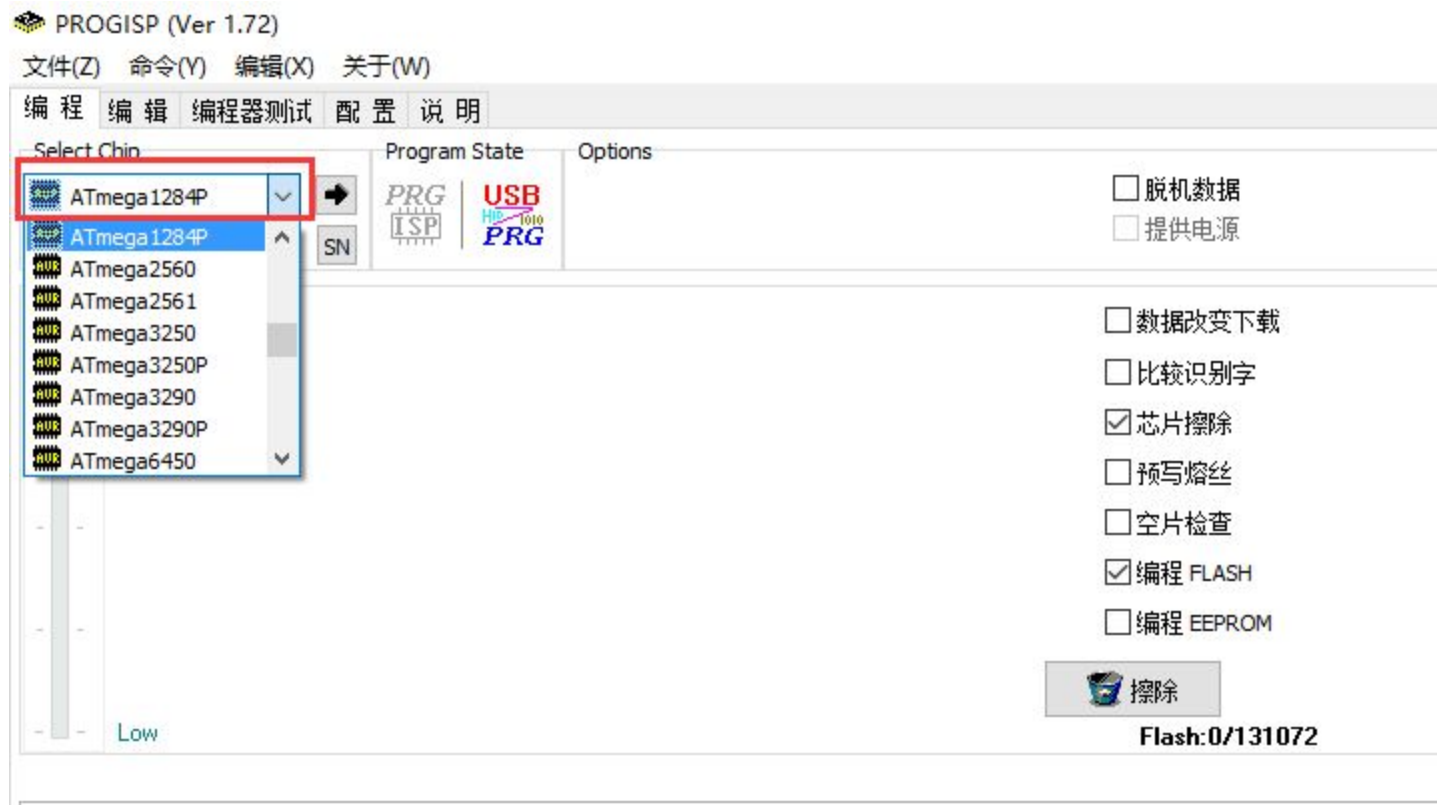 PROGISP (Ver 1.72)
文件(Z) 命令(Y) 编辑(X) 关于(W)
编 程 编 辑 编程器测试 配 置 说 明
Select Chip Program State Options
ATmega1284P PRG ISP USB HID 1010 PRG
脱机数据
ATmega1284P
SN
提供电源
ATmega2560
ATmega2561
ATmega3250
ATmega3250P
ATmega3290
ATmega3290P
ATmega6450
数据改变下载
比较识别字
芯片擦除
预写熔丝
空片检查
编程 FLASH
编程 EEPROM
擦除
Low
Flash:0/131072